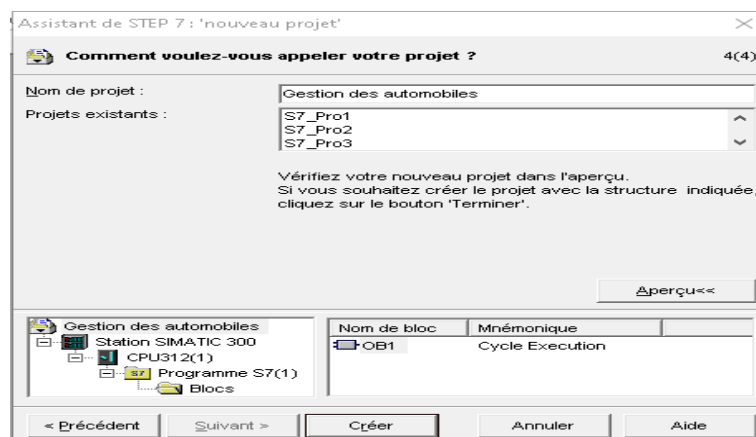 Assistant de STEP 7 : 'nouveau projet'
Comment voulez-vous appeler votre projet ? 4(4)
Nom de projet : Gestion des automobiles
Projets existants : S7_Pro1
S7_Pro2
S7_Pro3
Vérifiez votre nouveau projet dans l'aperçu.
Si vous souhaitez créer le projet avec la structure indiquée,
cliquez sur le bouton 'Terminer'.
Aperçu<<
Gestion des automobiles
Station SIMATIC 300
CPU312(1)
S7 Programme S7(1)
Blocs
Nom de bloc Mnémonique
OB1 Cycle Execution
< Précédent Suivant > Créer Annuler Aide